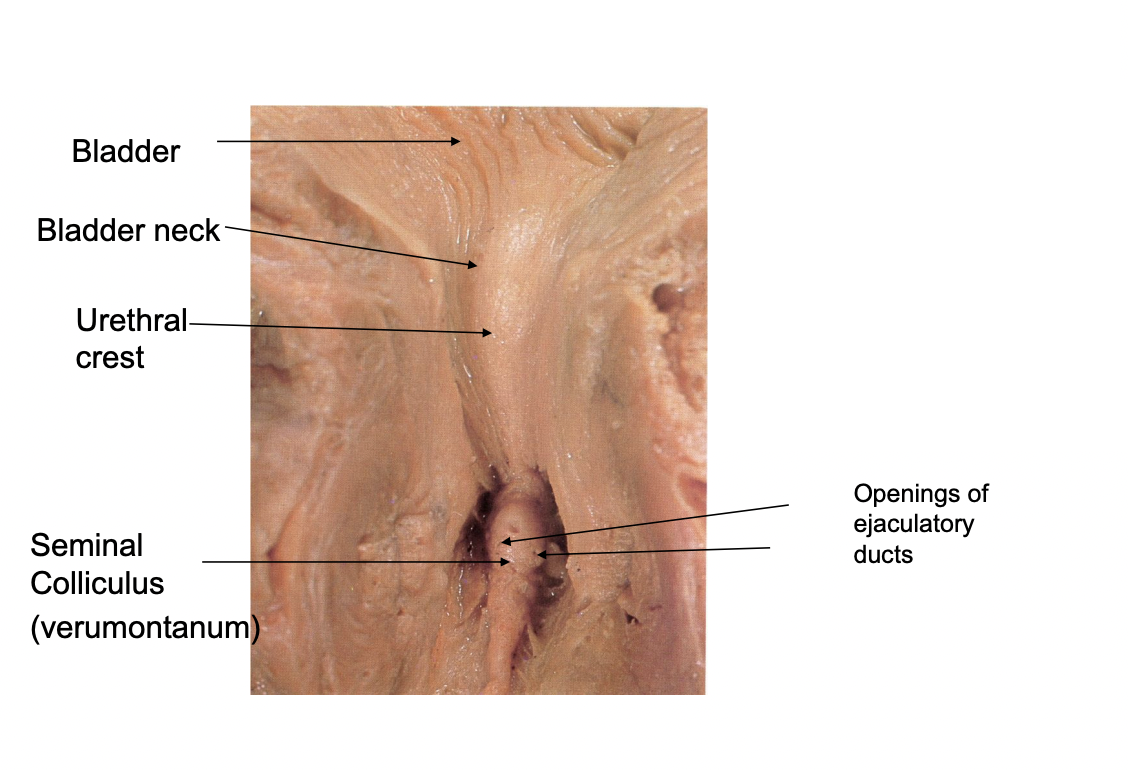 Bladder
Bladder neck
Urethral
crest
Seminal
Colliculus
(verumontanum)
Openings of
ejaculatory
ducts